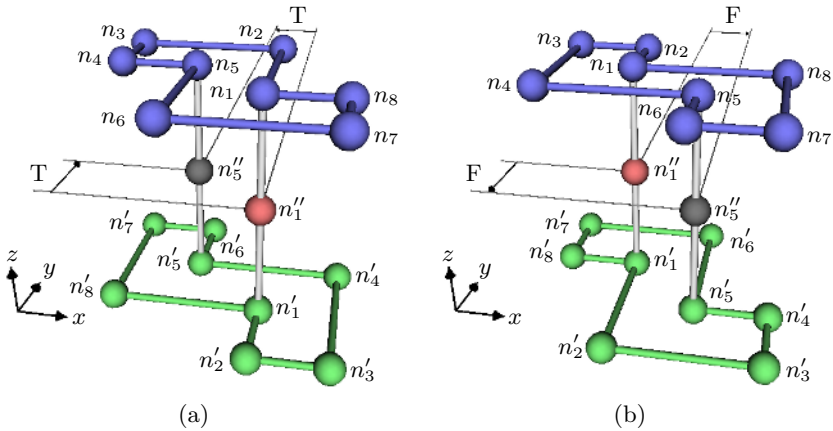 T
F
n₃
n₂
n₄
n₅
n₁
n₈
n₆
n₇
T
n₅″
n₁″
n₇′
n₆′
n₅′
n₄′
n₈′
n₁′
n₂′
n₃′
z
y
x
(a)
n₃
n₂
n₁
n₈
n₄
n₅
n₆
n₇
F
n₁″
n₅″
n₇′
n₆′
n₈′
n₁′
n₅′
n₄′
n₂′
n₃′
z
y
x
(b)